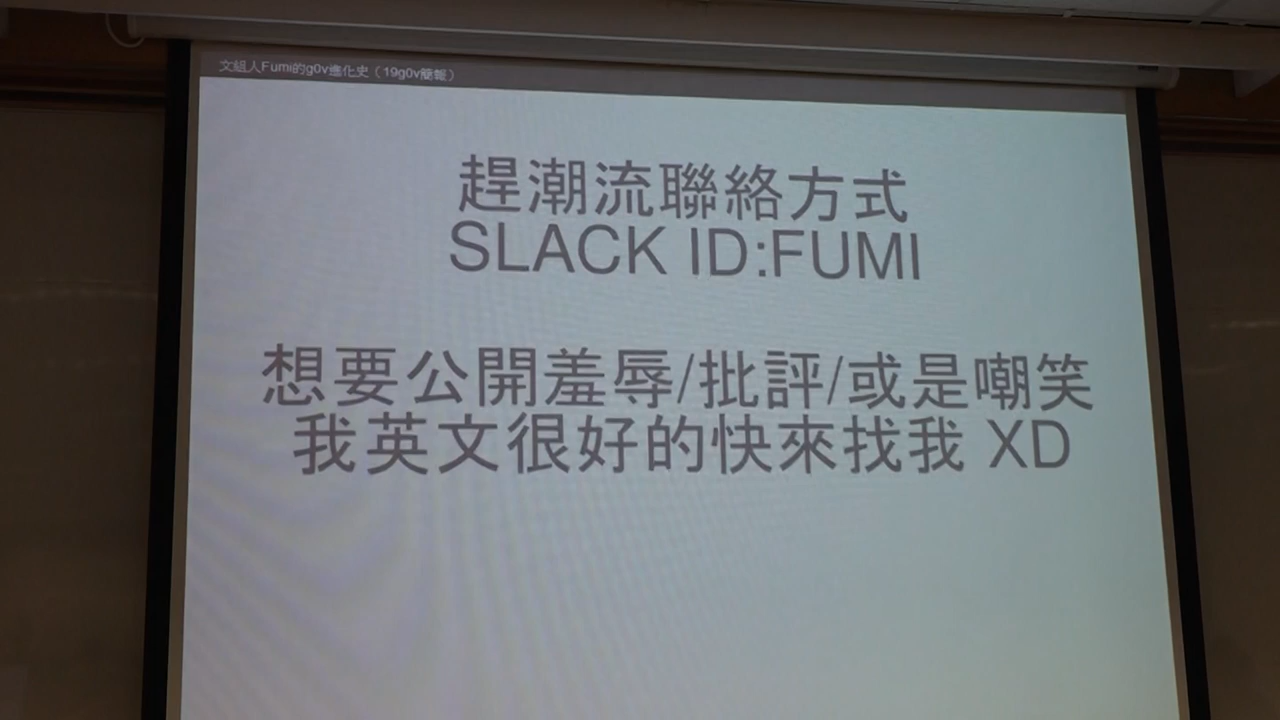 文組人Fumi的g0v進化史（19g0v簡報）
趕潮流聯絡方式
SLACK ID:FUMI
想要公開羞辱/批評/或是嘲笑
我英文很好的快來找我 XD